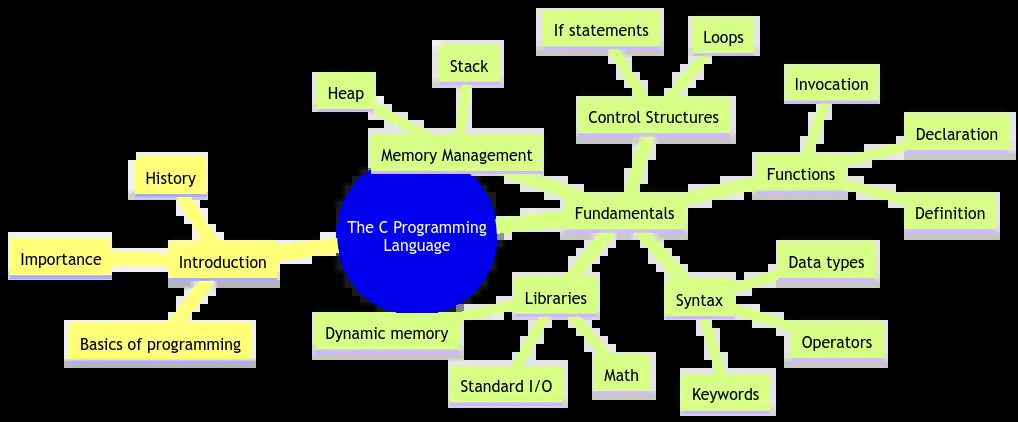 If statements
Loops
Stack
Heap
Invocation
Control Structures
Declaration
Memory Management
Functions
History
Fundamentals
Definition
The C Programming
Language
Importance
Introduction
Data types
Libraries
Syntax
Dynamic memory
Operators
Basics of programming
Standard I/O
Math
Keywords